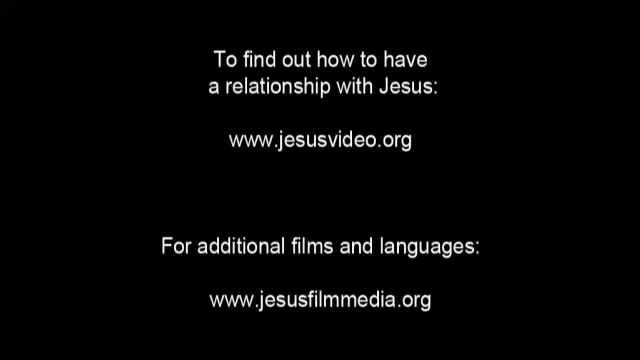 To find out how to have
a relationship with Jesus:
www.jesusvideo.org
For additional films and languages:
www.jesusfilmmedia.org